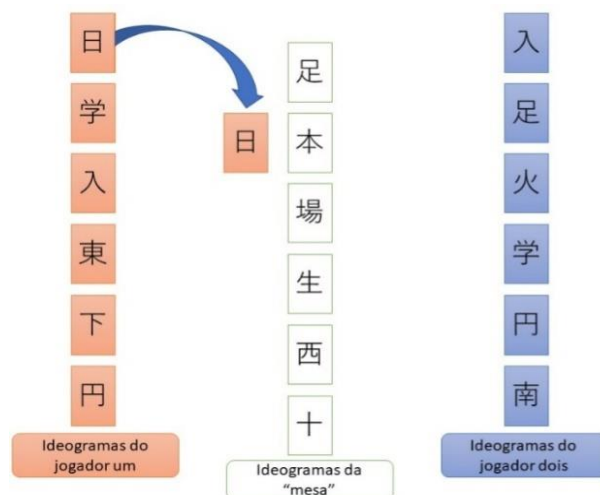 日
学
入
東
下
円
Ideogramas do
jogador um
日
足
本
場
生
西
十
Ideogramas da
“mesa”
入
足
火
学
円
南
Ideogramas do
jogador dois